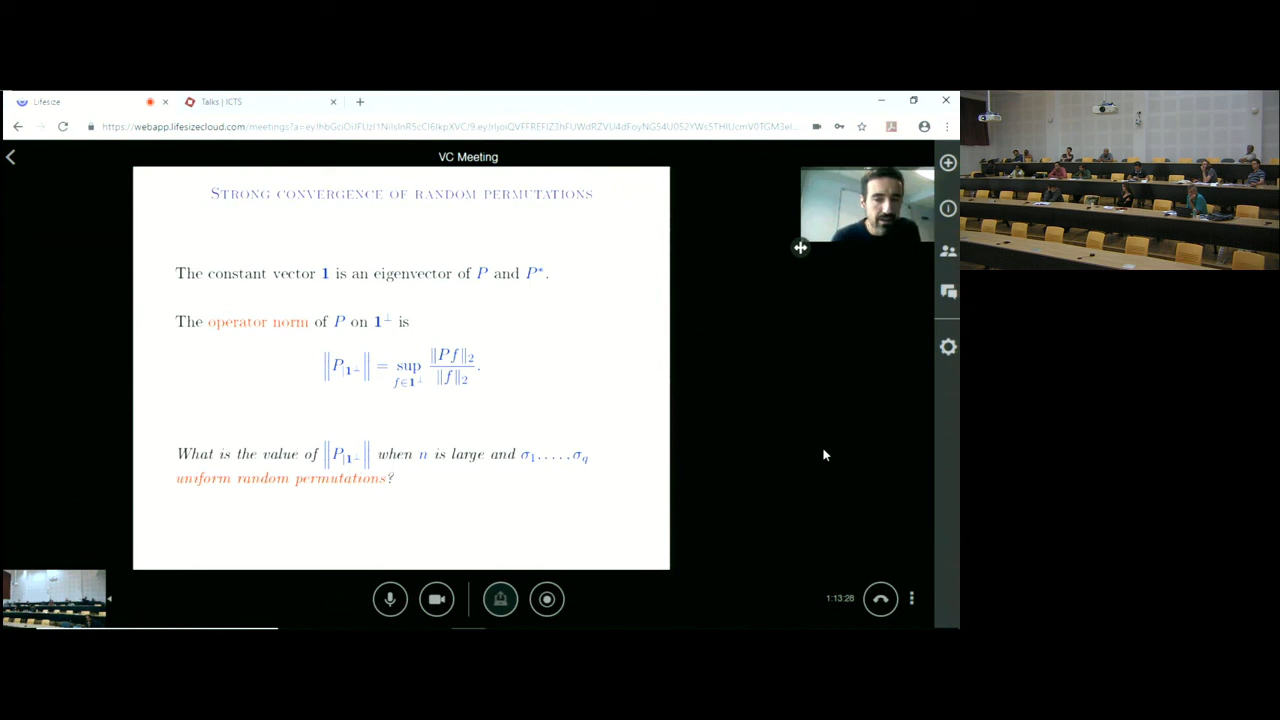 Lifesize
Talks | ICTS
VC Meeting
STRONG CONVERGENCE OF RANDOM PERMUTATIONS
The constant vector 1 is an eigenvector of P and P*.
The operator norm of P on 1⊥ is
‖P|1⊥‖ = sup f∈1⊥ ‖Pf‖₂ / ‖f‖₂.
What is the value of ‖P|1⊥‖ when n is large and σ₁,...,σq
uniform random permutations?
1:13:28